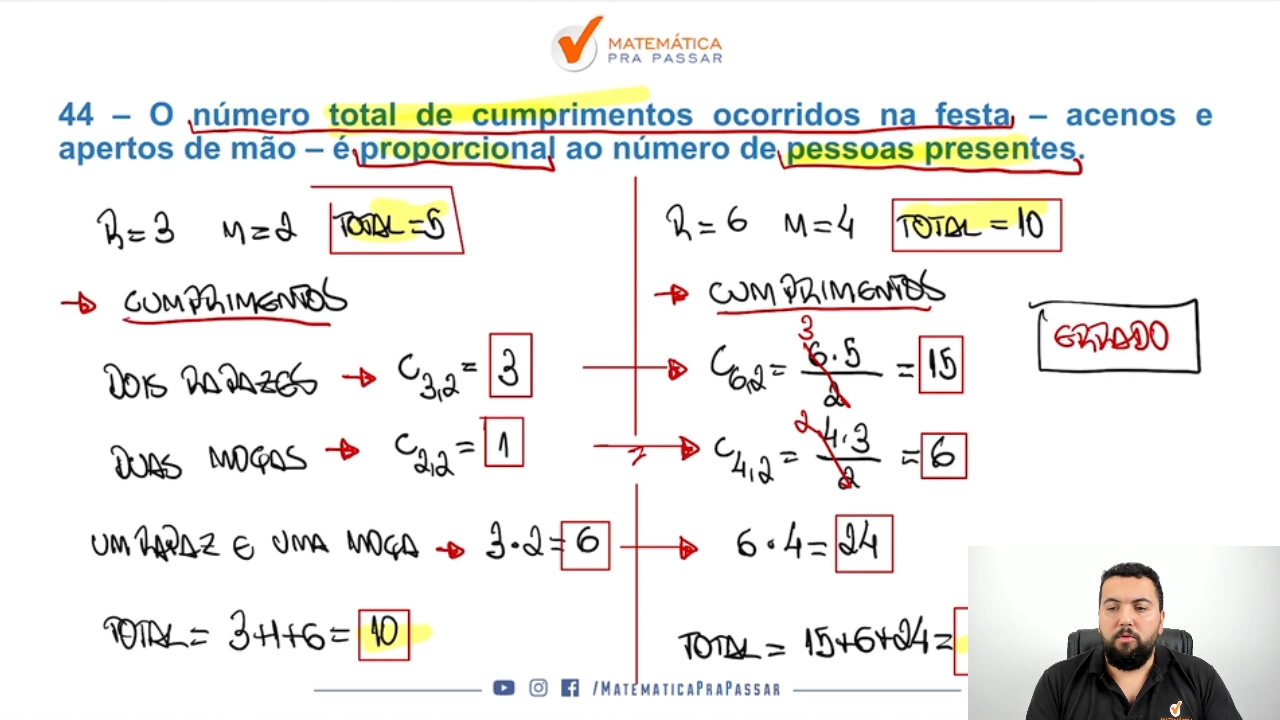 MATEMÁTICA
PRA PASSAR
44 – O número total de cumprimentos ocorridos na festa – acenos e
apertos de mão – é proporcional ao número de pessoas presentes.
R=3 M=2 TOTAL=5
R=6 M=4 TOTAL=10
→ CUMPRIMENTOS
→ CUMPRIMENTOS
ERRADO
DOIS RAPAZES → C3,2= 3
→ C6,2= 6·5/2 = 15
3
DUAS MOÇAS → C2,2= 1
→ C4,2= 4·3/2 = 6
2
UM RAPAZ E UMA MOÇA → 3·2= 6
→ 6·4= 24
TOTAL= 3+1+6= 10
TOTAL= 15+6+24=
/MATEMATICAPRAPASSAR